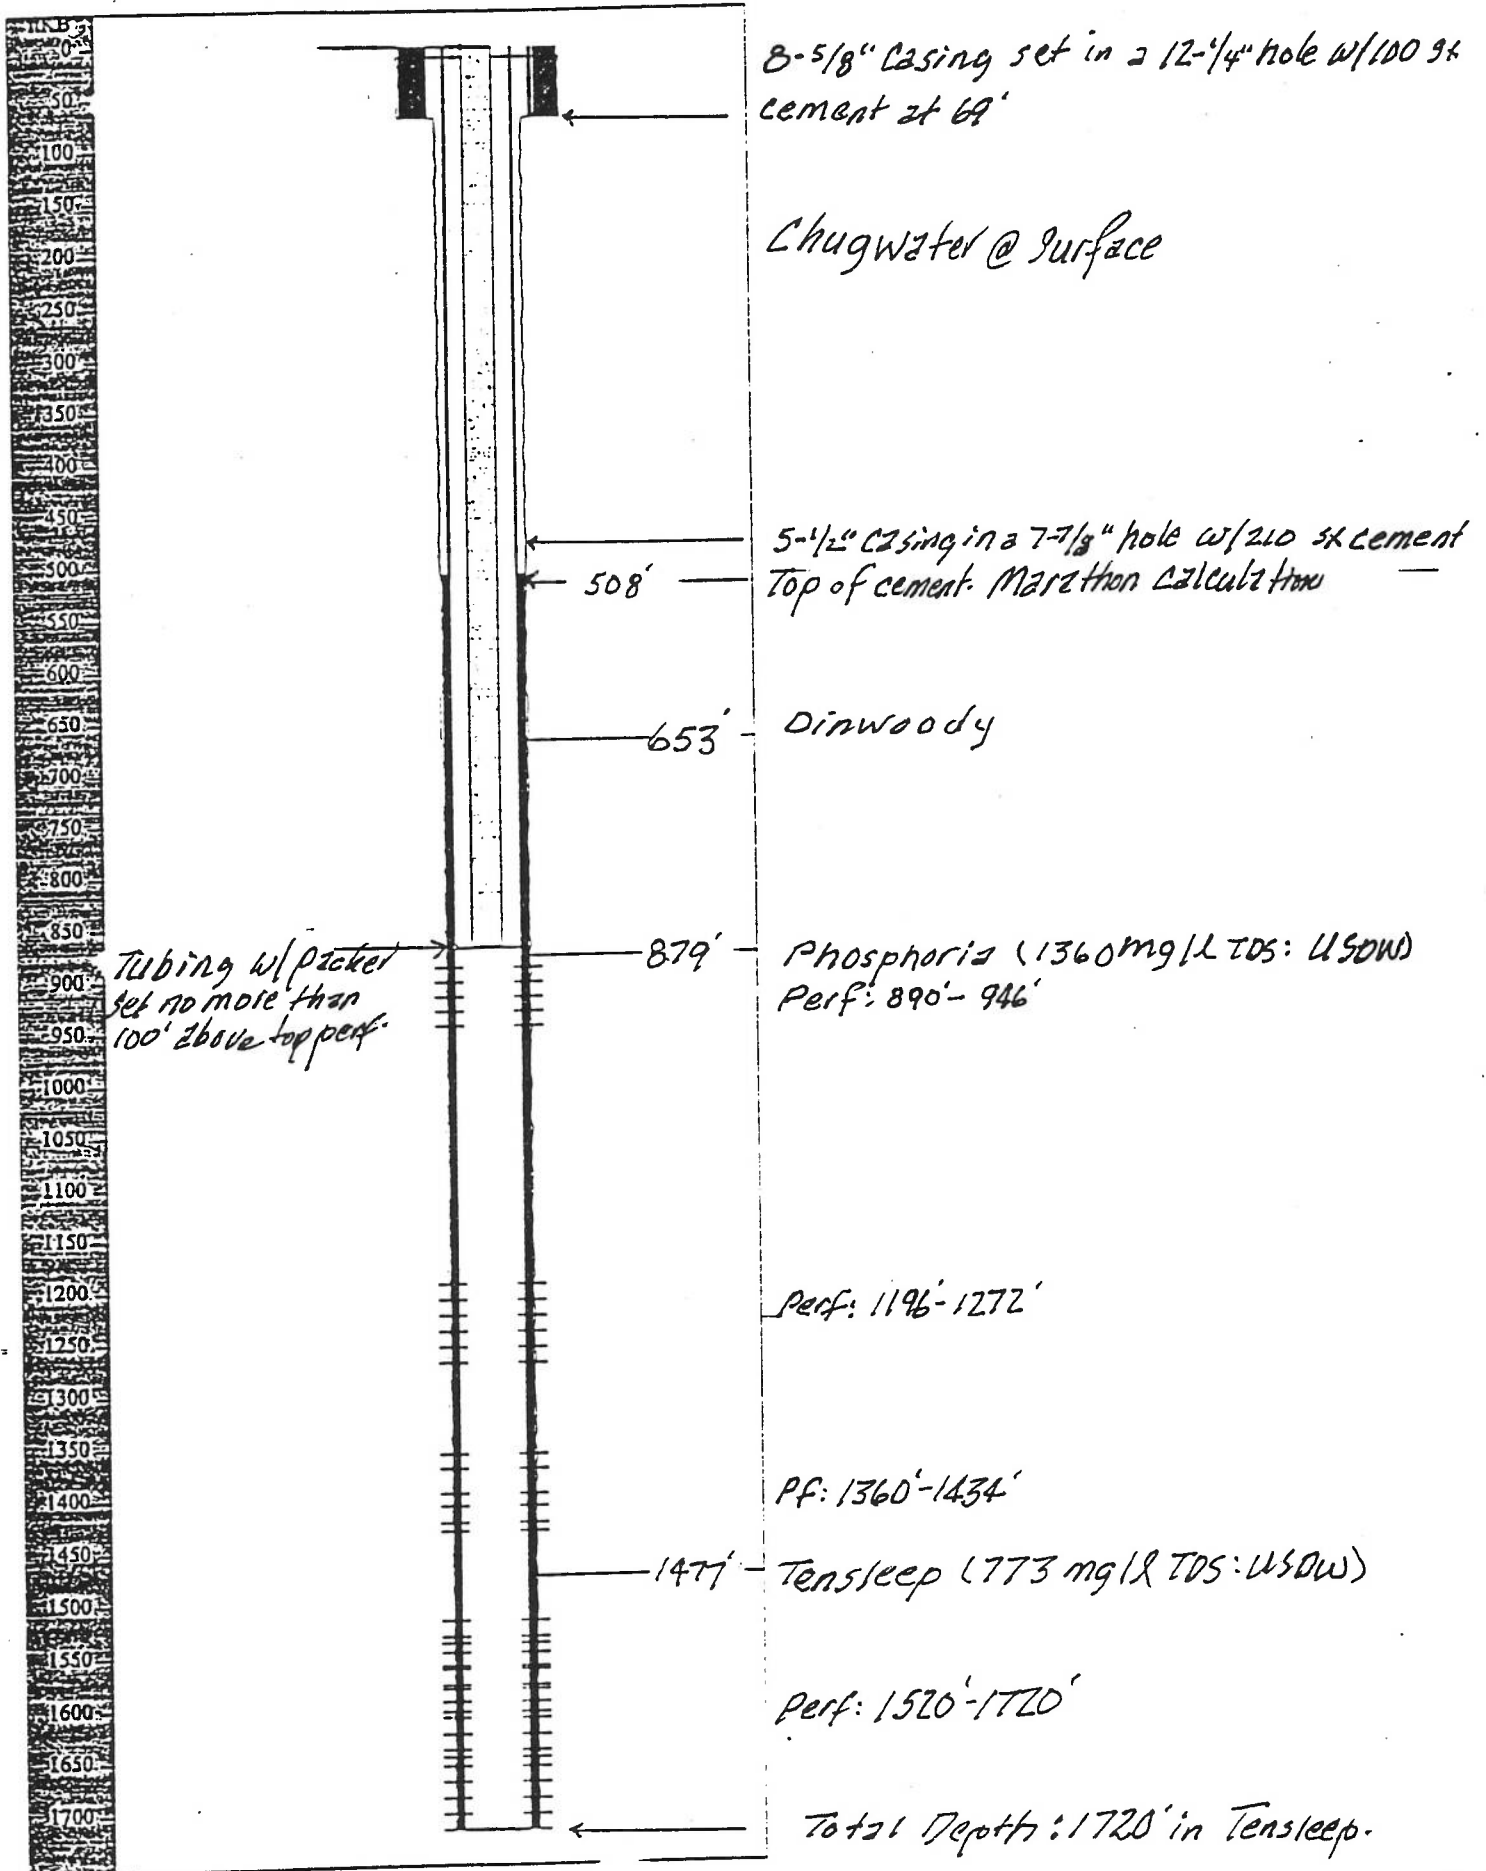 TKB
0
50
100
150
200
250
300
350
400
450
500
550
600
650
700
750
800
850
900
950
1000
1050
1100
1150
1200
1250
1300
1350
1400
1450
1500
1550
1600
1650
1700
8-5/8" Casing set in a 12-1/4" hole w/100 sx
cement at 69'
Chugwater @ Surface
5-1/2" Casing in a 7-7/8" hole w/210 sx cement
508' Top of cement. Marathon Calculation
653' Dinwoody
879' Phosphoria (1360 mg/l TDS: USDW)
Perf: 890'-946'
Tubing w/packer
set no more than
100' above top perf.
Perf: 1196'-1272'
Pf: 1360'-1434'
1477' Tensleep (773 mg/l TDS: USDW)
Perf: 1520'-1720'
Total Depth: 1720' in Tensleep.